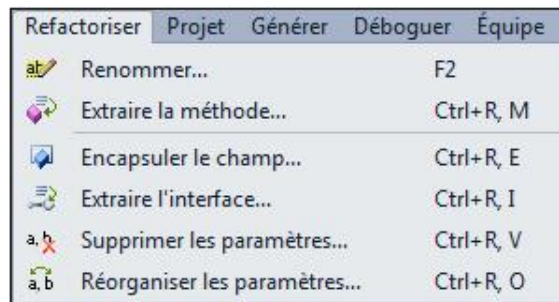 Refactoriser Projet Générer Déboguer Équipe
Renommer... F2
Extraire la méthode... Ctrl+R, M
Encapsuler le champ... Ctrl+R, E
Extraire l'interface... Ctrl+R, I
Supprimer les paramètres... Ctrl+R, V
Réorganiser les paramètres... Ctrl+R, O